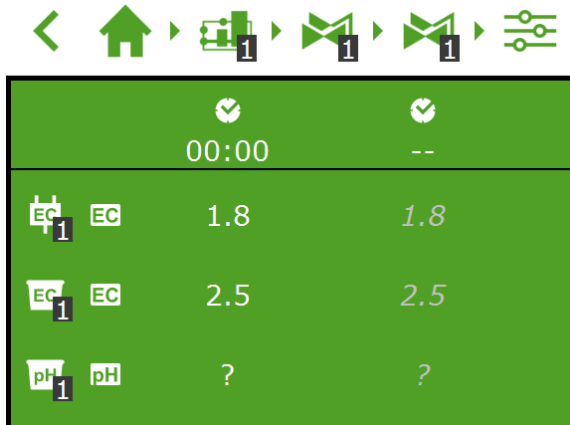 1 1 1
00:00 --
EC 1 EC 1.8 1.8
EC 1 EC 2.5 2.5
pH 1 pH ? ?